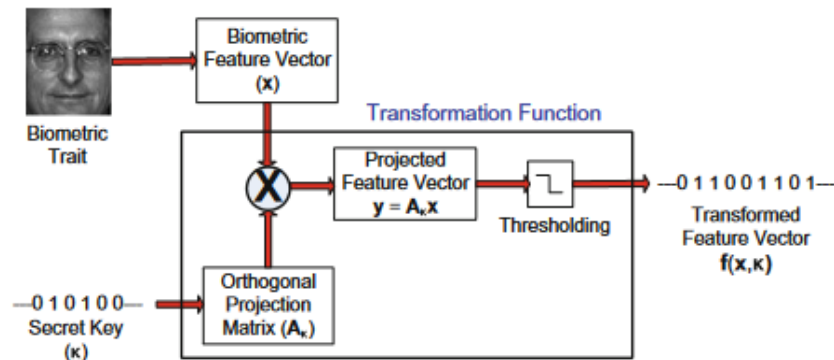 Biometric
Feature Vector
(x)
Transformation Function
Biometric
Trait
X
Projected
Feature Vector
y = Aκx
Thresholding
---0 1 1 0 0 1 1 0 1---
Transformed
Feature Vector
f(x,κ)
---0 1 0 1 0 0---
Secret Key
(κ)
Orthogonal
Projection
Matrix (Aκ)